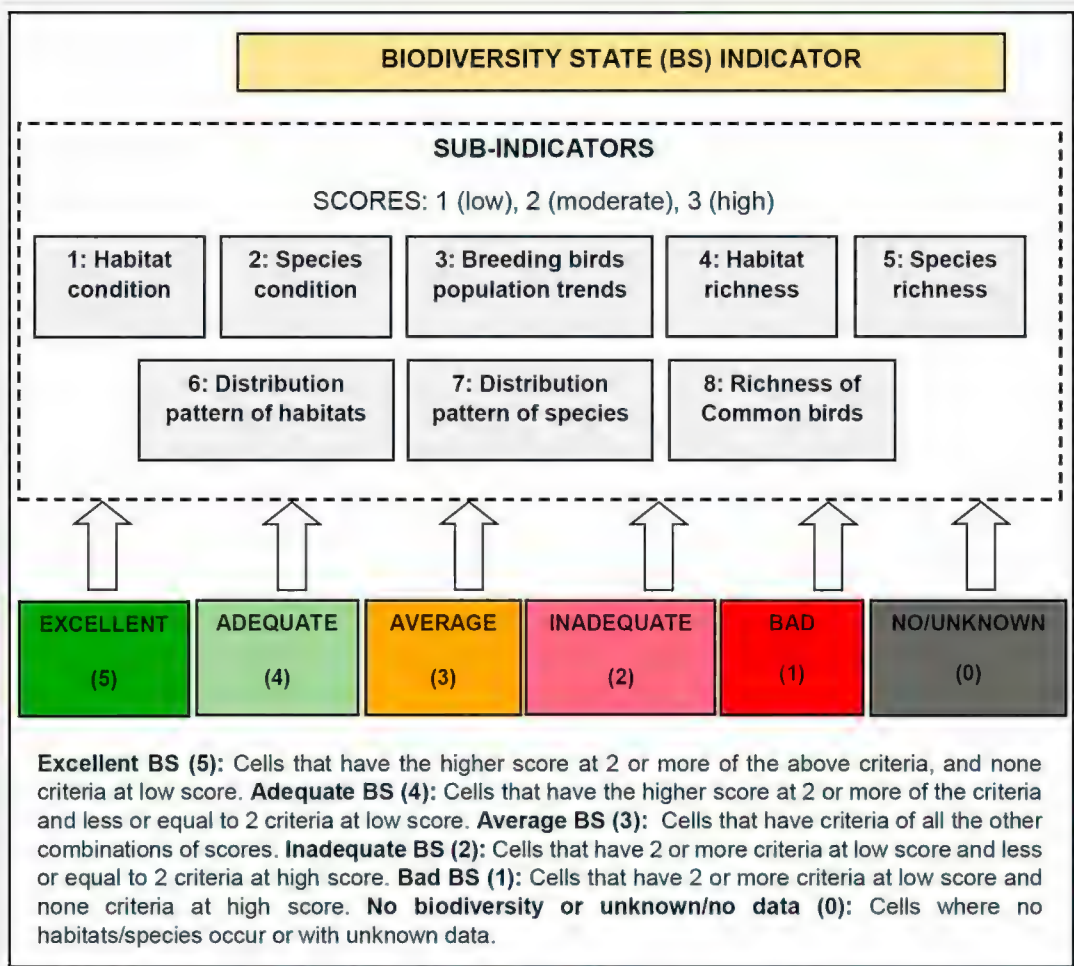 BIODIVERSITY STATE (BS) INDICATOR
SUB-INDICATORS
SCORES: 1 (low), 2 (moderate), 3 (high)
1: Habitat
condition
2: Species
condition
3: Breeding birds
population trends
4: Habitat
richness
5: Species
richness
6: Distribution
pattern of habitats
7: Distribution
pattern of species
8: Richness of
Common birds
EXCELLENT
(5)
ADEQUATE
(4)
AVERAGE
(3)
INADEQUATE
(2)
BAD
(1)
NO/UNKNOWN
(0)
Excellent BS (5): Cells that have the higher score at 2 or more of the above criteria, and none
criteria at low score. Adequate BS (4): Cells that have the higher score at 2 or more of the criteria
and less or equal to 2 criteria at low score. Average BS (3): Cells that have criteria of all the other
combinations of scores. Inadequate BS (2): Cells that have 2 or more criteria at low score and less
or equal to 2 criteria at high score. Bad BS (1): Cells that have 2 or more criteria at low score and
none criteria at high score. No biodiversity or unknown/no data (0): Cells where no
habitats/species occur or with unknown data.